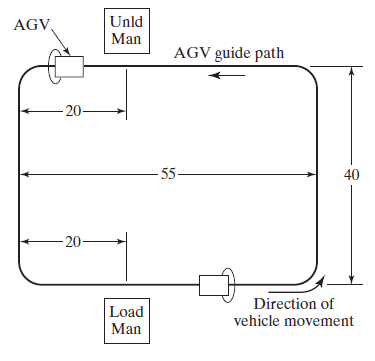 AGV
Unld
Man
AGV guide path
20
55
40
20
Load
Man
Direction of
vehicle movement